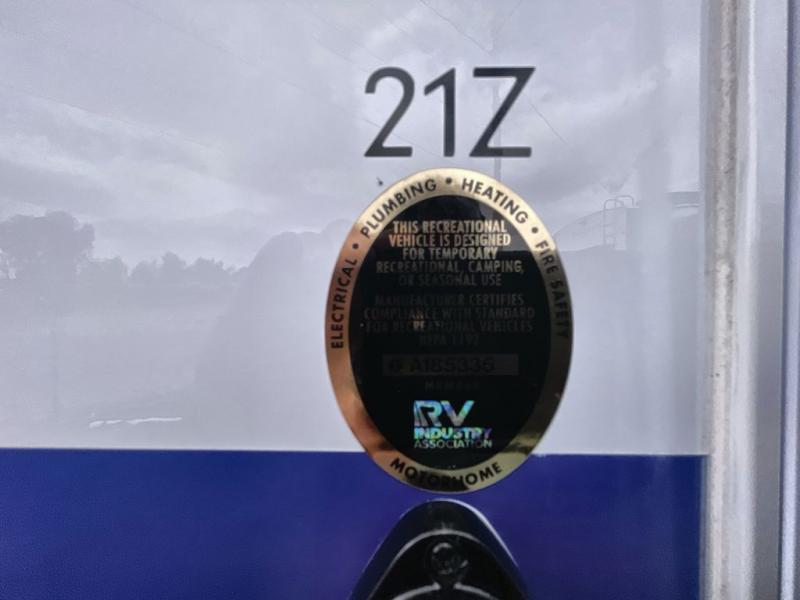 21Z
ELECTRICAL • PLUMBING • HEATING • FIRE SAFETY
THIS RECREATIONAL
VEHICLE IS DESIGNED
FOR TEMPORARY
RECREATIONAL, CAMPING,
OR SEASONAL USE
MANUFACTURER CERTIFIES
COMPLIANCE WITH STANDARD
FOR RECREATIONAL VEHICLES
NFPA 1192
A185336
MEMBER
RV
INDUSTRY
ASSOCIATION
MOTORHOME